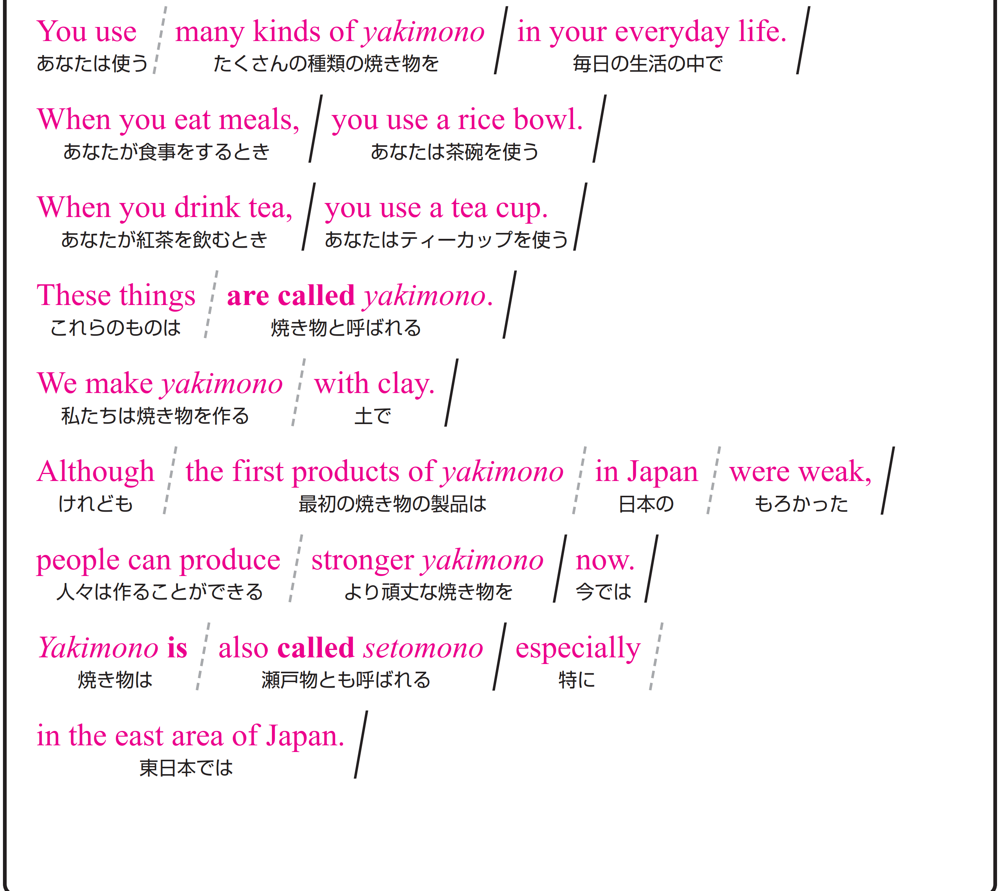 You use / many kinds of yakimono / in your everyday life. /
あなたは使う たくさんの種類の焼き物を 毎日の生活の中で
When you eat meals, / you use a rice bowl. /
あなたが食事をするとき あなたは茶碗を使う
When you drink tea, / you use a tea cup. /
あなたが紅茶を飲むとき あなたはティーカップを使う
These things / are called yakimono. /
これらのものは 焼き物と呼ばれる
We make yakimono / with clay. /
私たちは焼き物を作る 土で
Although / the first products of yakimono / in Japan / were weak, /
けれども 最初の焼き物の製品は 日本の もろかった
people can produce / stronger yakimono / now. /
人々は作ることができる より頑丈な焼き物を 今では
Yakimono is / also called setomono / especially /
焼き物は 瀬戸物とも呼ばれる 特に
in the east area of Japan. /
東日本では